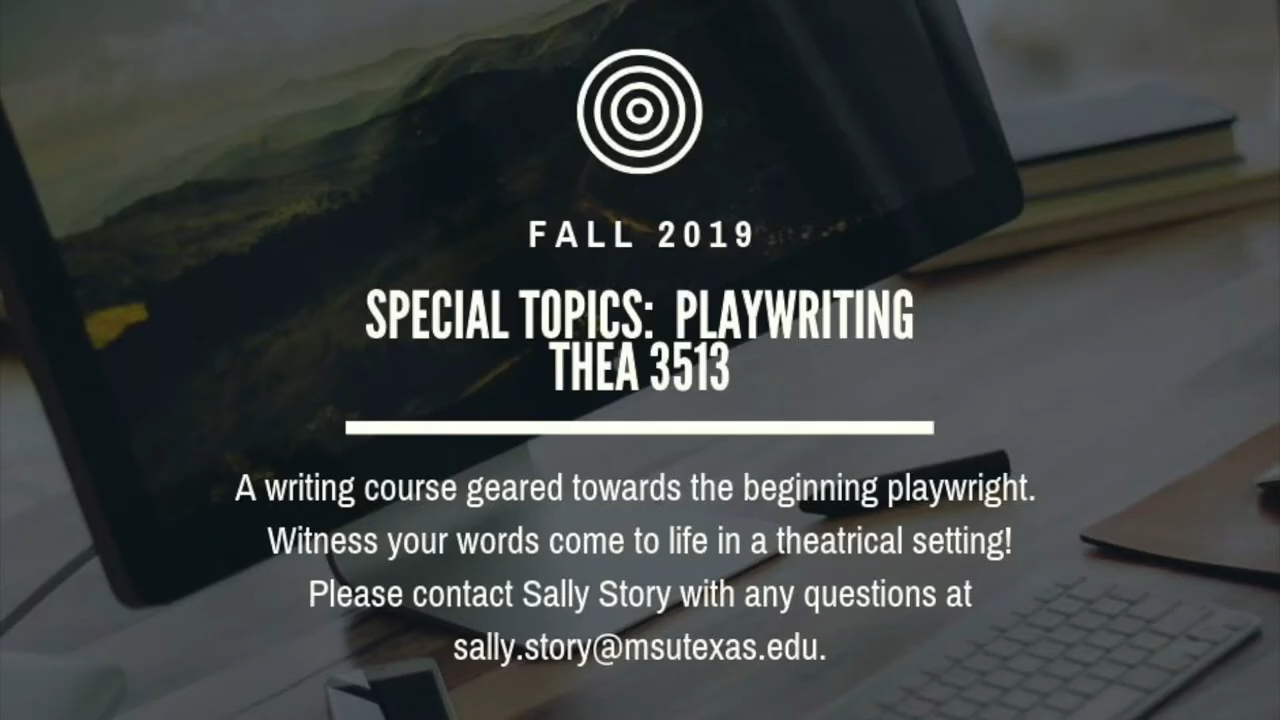 FALL 2019
SPECIAL TOPICS: PLAYWRITING
THEA 3513
A writing course geared towards the beginning playwright.
Witness your words come to life in a theatrical setting!
Please contact Sally Story with any questions at
sally.story@msutexas.edu.